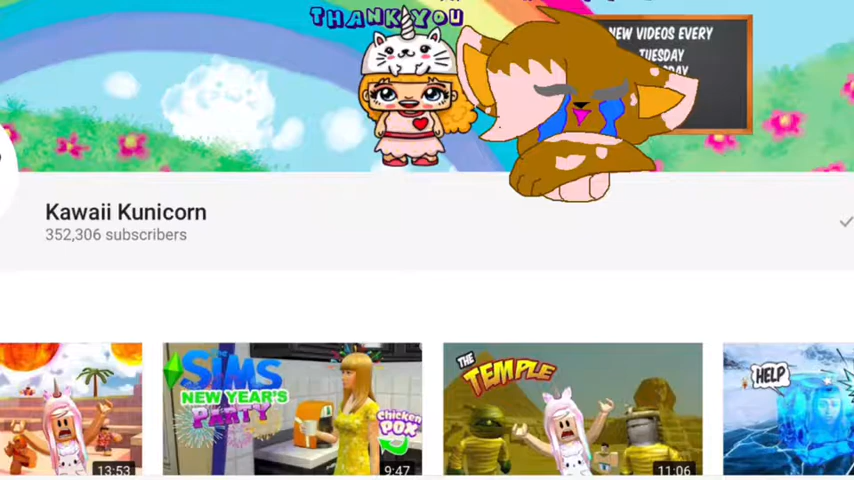 THANK YOU
NEW VIDEOS EVERY
TUESDAY
Kawaii Kunicorn
352,306 subscribers
13:53
SIMS
NEW YEAR'S
PARTY
Chicken
POX
9:47
THE
TEMPLE
11:06
HELP